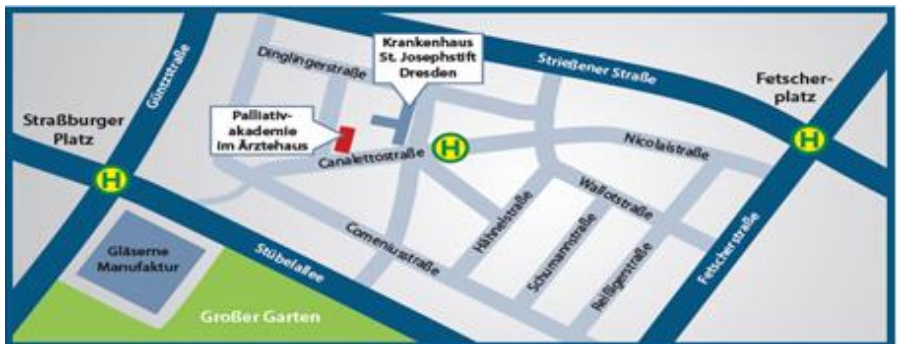 Krankenhaus
St. Josephstift
Dresden
Dinglingerstraße
Güntzstraße
Strießener Straße
Fetscher-
platz
Straßburger
Platz
Palliativ-
akademie
im Ärztehaus
H
Canalettostraße
H
Nicolaistraße
H
Wallotstraße
Hähnelstraße
Schumannstraße
Reißigerstraße
Fetscherstraße
Comeniusstraße
Stübelallee
Gläserne
Manufaktur
Großer Garten